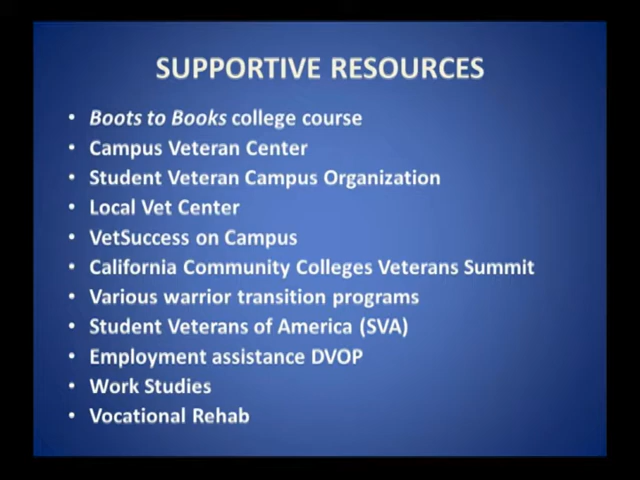 SUPPORTIVE RESOURCES
• Boots to Books college course
• Campus Veteran Center
• Student Veteran Campus Organization
• Local Vet Center
• VetSuccess on Campus
• California Community Colleges Veterans Summit
• Various warrior transition programs
• Student Veterans of America (SVA)
• Employment assistance DVOP
• Work Studies
• Vocational Rehab